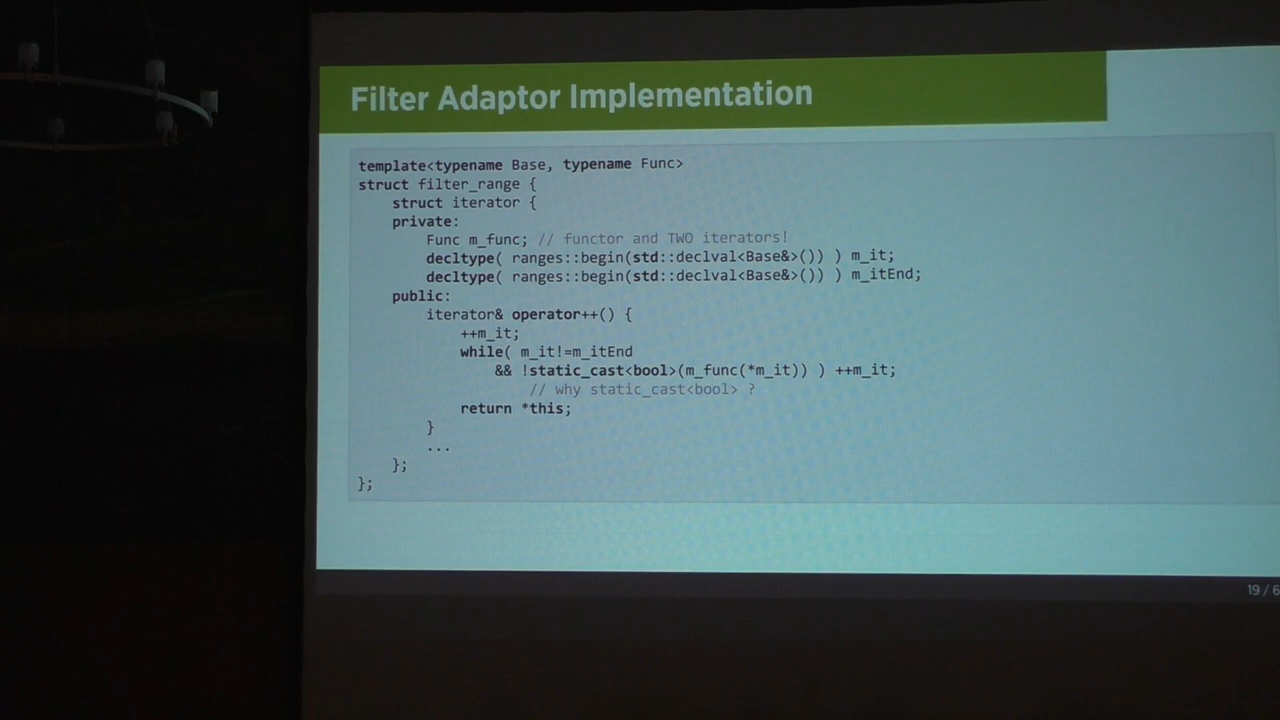 Filter Adaptor Implementation
template<typename Base, typename Func>
struct filter_range {
    struct iterator {
    private:
        Func m_func; // functor and TWO iterators!
        decltype( ranges::begin(std::declval<Base&>()) ) m_it;
        decltype( ranges::begin(std::declval<Base&>()) ) m_itEnd;
    public:
        iterator& operator++() {
            ++m_it;
            while( m_it!=m_itEnd
                && !static_cast<bool>(m_func(*m_it)) ) ++m_it;
                    // why static_cast<bool> ?
            return *this;
        }
        ...
    };
};
19 / 6